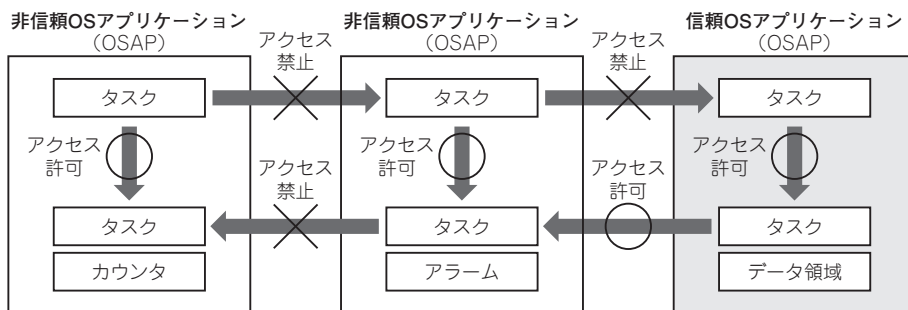 非信頼OSアプリケーション
(OSAP)
非信頼OSアプリケーション
(OSAP)
信頼OSアプリケーション
(OSAP)
アクセス
禁止
アクセス
禁止
タスク
タスク
タスク
アクセス
許可
アクセス
許可
アクセス
許可
アクセス
禁止
アクセス
許可
タスク
タスク
タスク
カウンタ
アラーム
データ領域